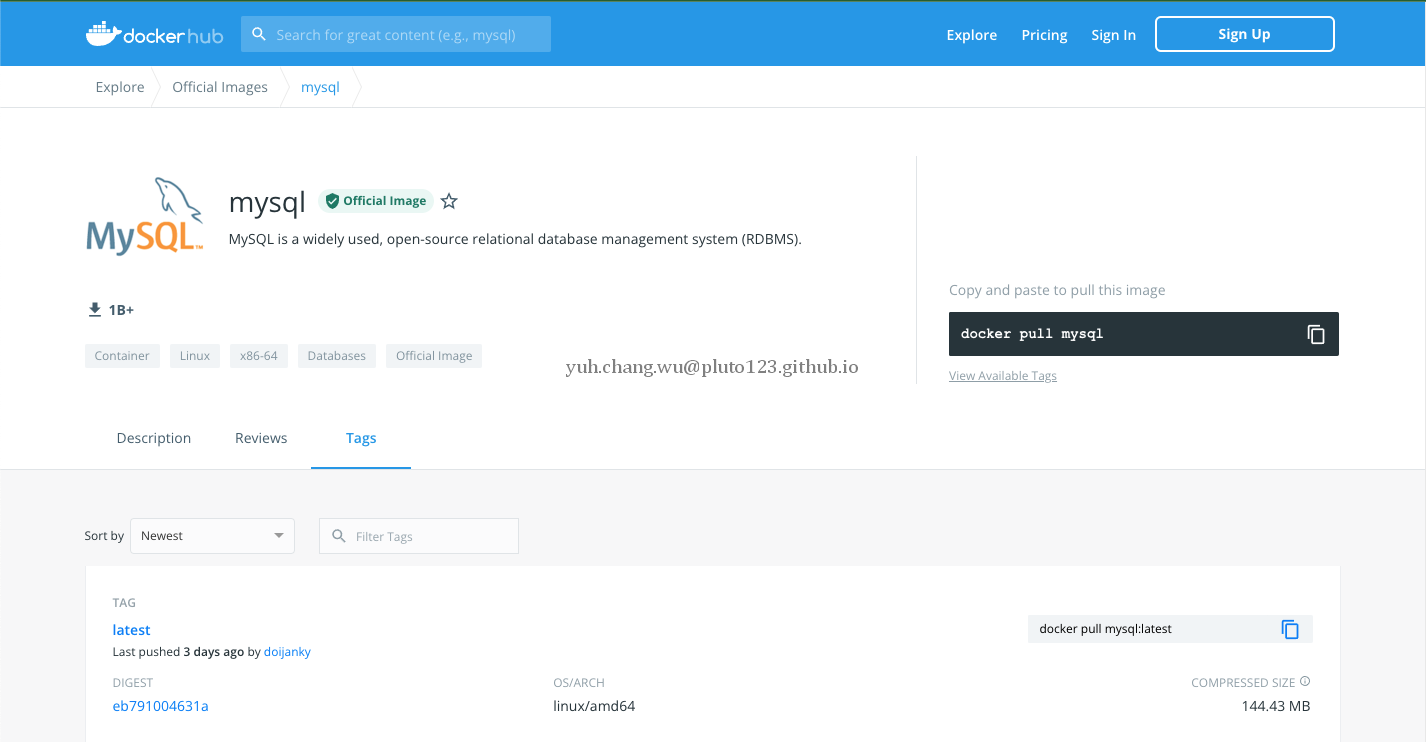 docker hub
Search for great content (e.g., mysql)
Explore
Pricing
Sign In
Sign Up
Explore
Official Images
mysql
MySQL™
mysql
Official Image
MySQL is a widely used, open-source relational database management system (RDBMS).
1B+
Container
Linux
x86-64
Databases
Official Image
yuh.chang.wu@pluto123.github.io
Copy and paste to pull this image
docker pull mysql
View Available Tags
Description
Reviews
Tags
Sort by
Newest
Filter Tags
TAG
latest
Last pushed 3 days ago by doijanky
docker pull mysql:latest
DIGEST
OS/ARCH
COMPRESSED SIZE
eb791004631a
linux/amd64
144.43 MB